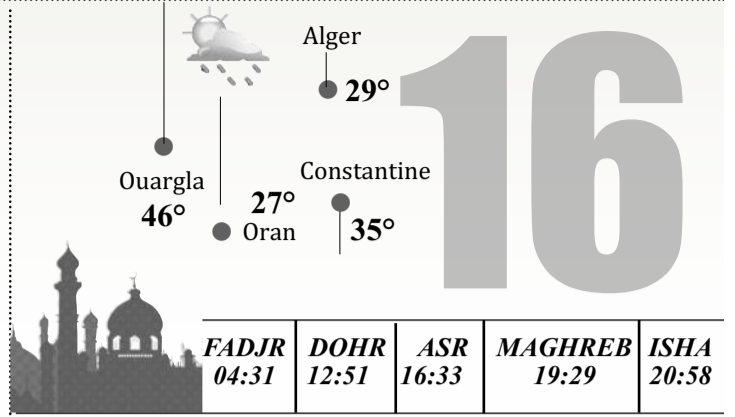 Alger
29°
16
Ouargla
46°
Constantine
35°
27°
Oran
FADJR DOHR ASR MAGHREB ISHA
04:31 12:51 16:33 19:29 20:58